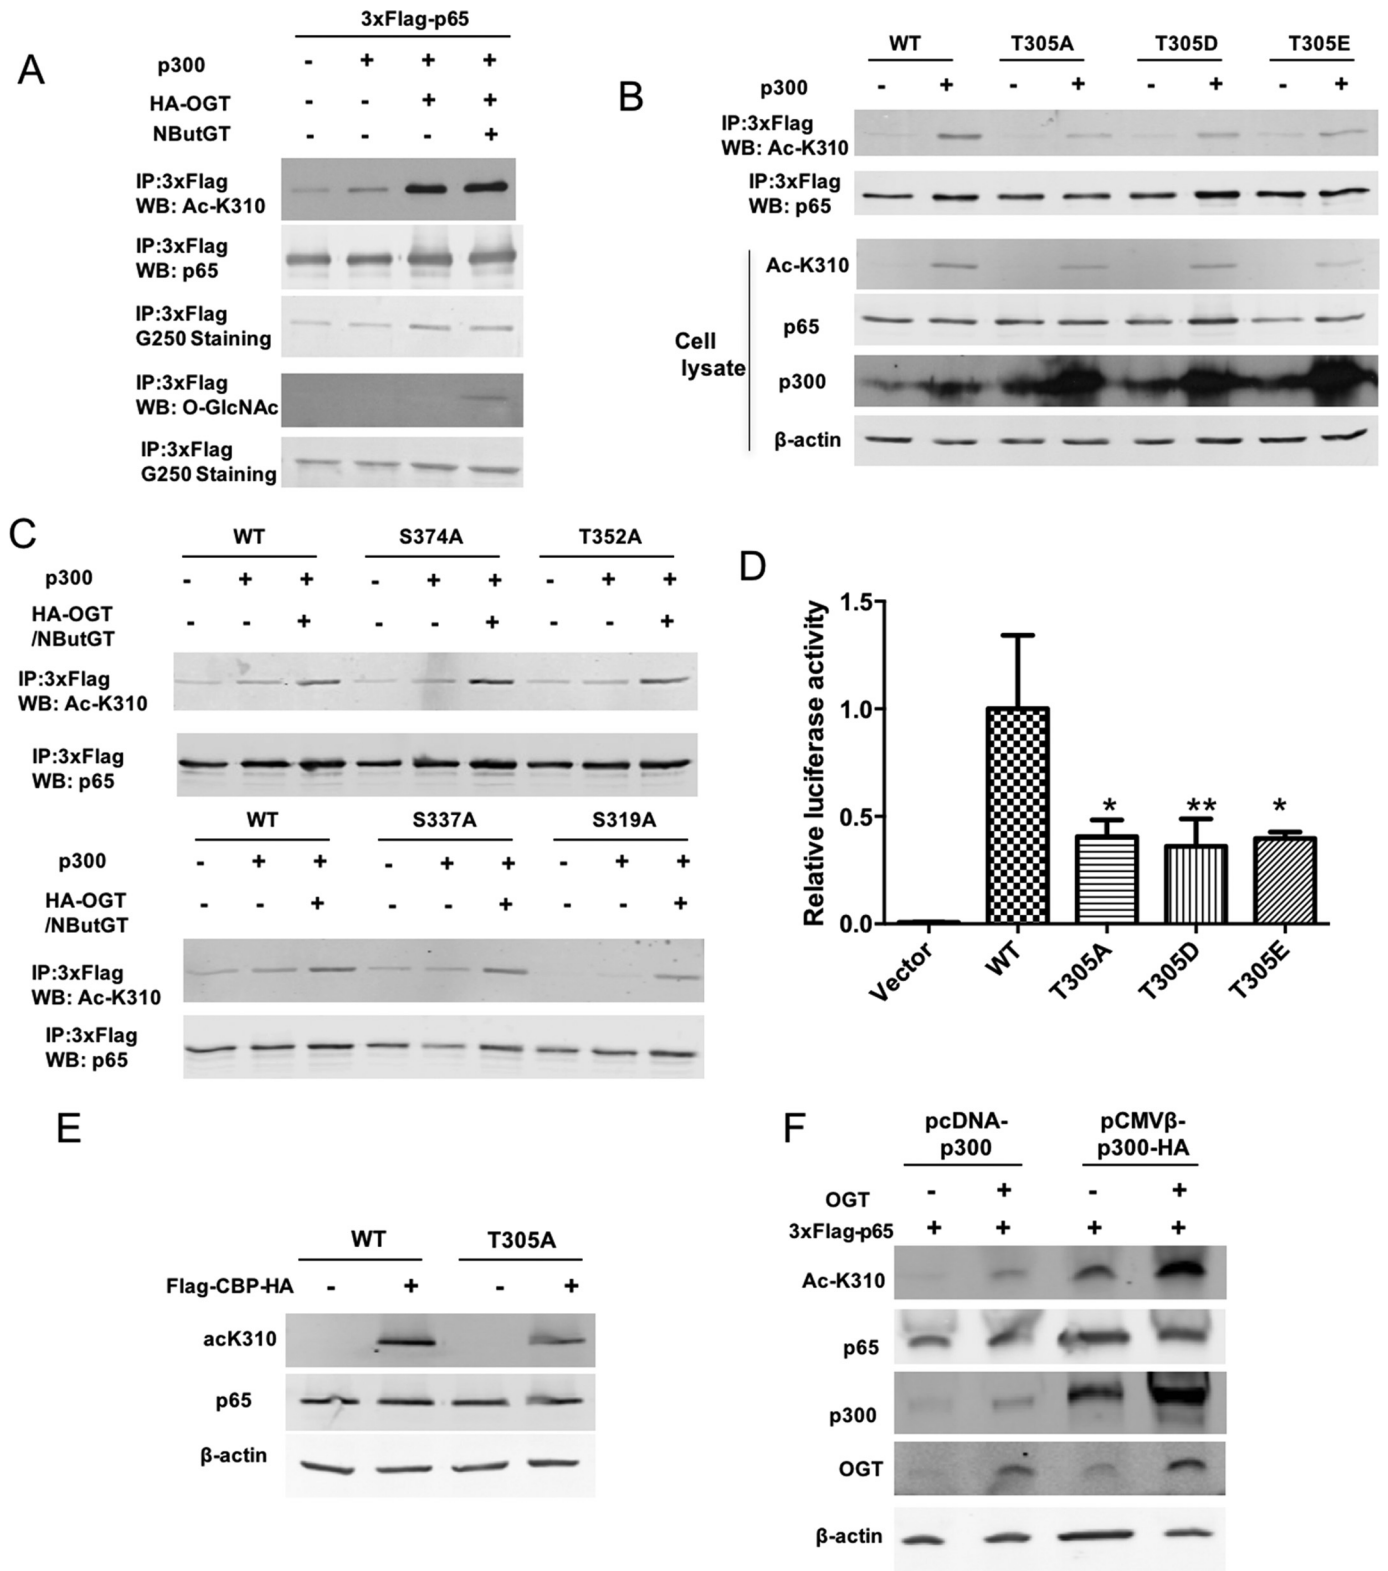 A
3xFlag-p65
p300 - + + +
HA-OGT - - + +
NButGT - - - +
IP:3xFlag
WB: Ac-K310
IP:3xFlag
WB: p65
IP:3xFlag
G250 Staining
IP:3xFlag
WB: O-GlcNAc
IP:3xFlag
G250 Staining
B
WT T305A T305D T305E
p300 - + - + - + - +
IP:3xFlag
WB: Ac-K310
IP:3xFlag
WB: p65
Cell
lysate
Ac-K310
p65
p300
β-actin
C
WT S374A T352A
p300 - + + - + + - + +
HA-OGT
/NButGT - - + - - + - - +
IP:3xFlag
WB: Ac-K310
IP:3xFlag
WB: p65
WT S337A S319A
p300 - + + - + + - + +
HA-OGT
/NButGT - - + - - + - - +
IP:3xFlag
WB: Ac-K310
IP:3xFlag
WB: p65
D
Relative luciferase activity
1.5
1.0
0.5
0.0
* ** *
Vector WT T305A T305D T305E
E
WT T305A
Flag-CBP-HA - + - +
acK310
p65
β-actin
F
pcDNA-
p300
pCMVβ-
p300-HA
OGT - + - +
3xFlag-p65 + + + +
Ac-K310
p65
p300
OGT
β-actin